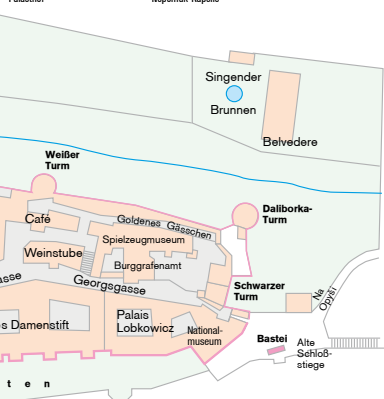 Singender
Brunnen
Belvedere
Weißer
Turm
Daliborka-
Turm
Café
Goldenes Gässchen
Spielzeugmuseum
Weinstube
Burggrafenamt
Georgsgasse
Schwarzer
Turm
Na
Opyši
Damenstift
Palais
Lobkowicz
National-
museum
Bastei
Alte
Schloß-
stiege
t e n